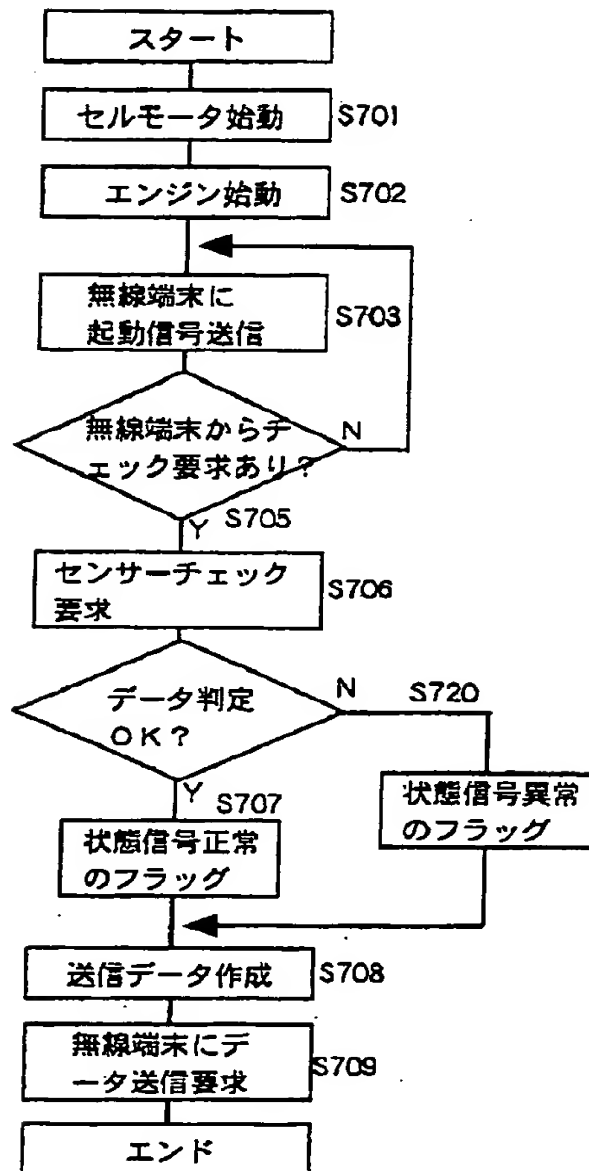 スタート
セルモータ始動 S701
エンジン始動 S702
無線端末に
起動信号送信
S703
無線端末からチ
ェック要求あり?
N
Y S705
センサーチェック
要求
S706
データ判定
OK?
N S720
Y S707
状態信号正常
のフラッグ
状態信号異常
のフラッグ
送信データ作成 S708
無線端末にデ
ータ送信要求
S709
エンド